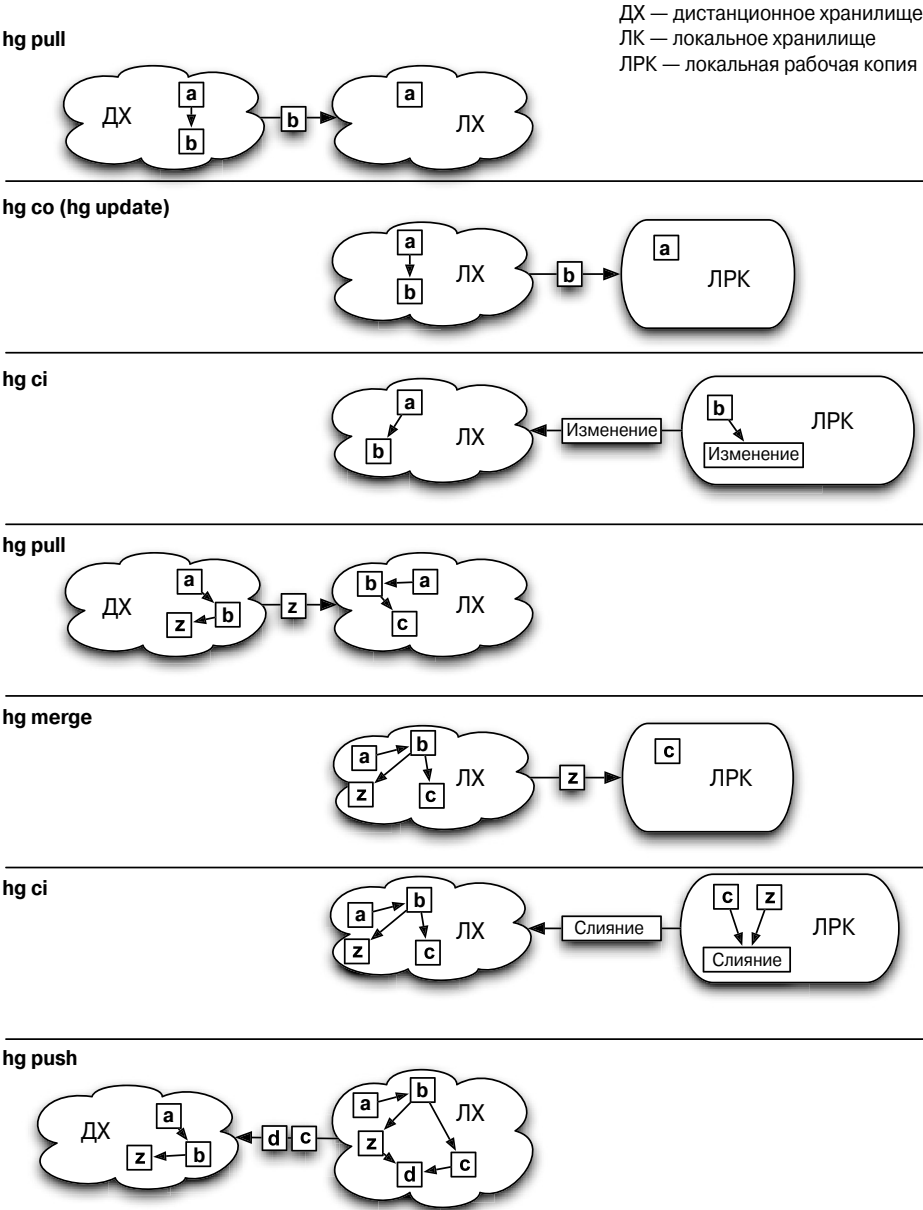 ДХ — дистанционное хранилище
ЛК — локальное хранилище
ЛРК — локальная рабочая копия
hg pull
ДХ
a
b
b
a
ЛХ
hg co (hg update)
a
b
ЛХ
b
a
ЛРК
hg ci
a
b
ЛХ
Изменение
b
Изменение
ЛРК
hg pull
ДХ
a
b
z
z
b
a
c
ЛХ
hg merge
a
b
z
c
ЛХ
z
c
ЛРК
hg ci
a
b
z
c
ЛХ
Слияние
c
z
Слияние
ЛРК
hg push
ДХ
a
z
b
d
c
a
b
z
d
c
ЛХ